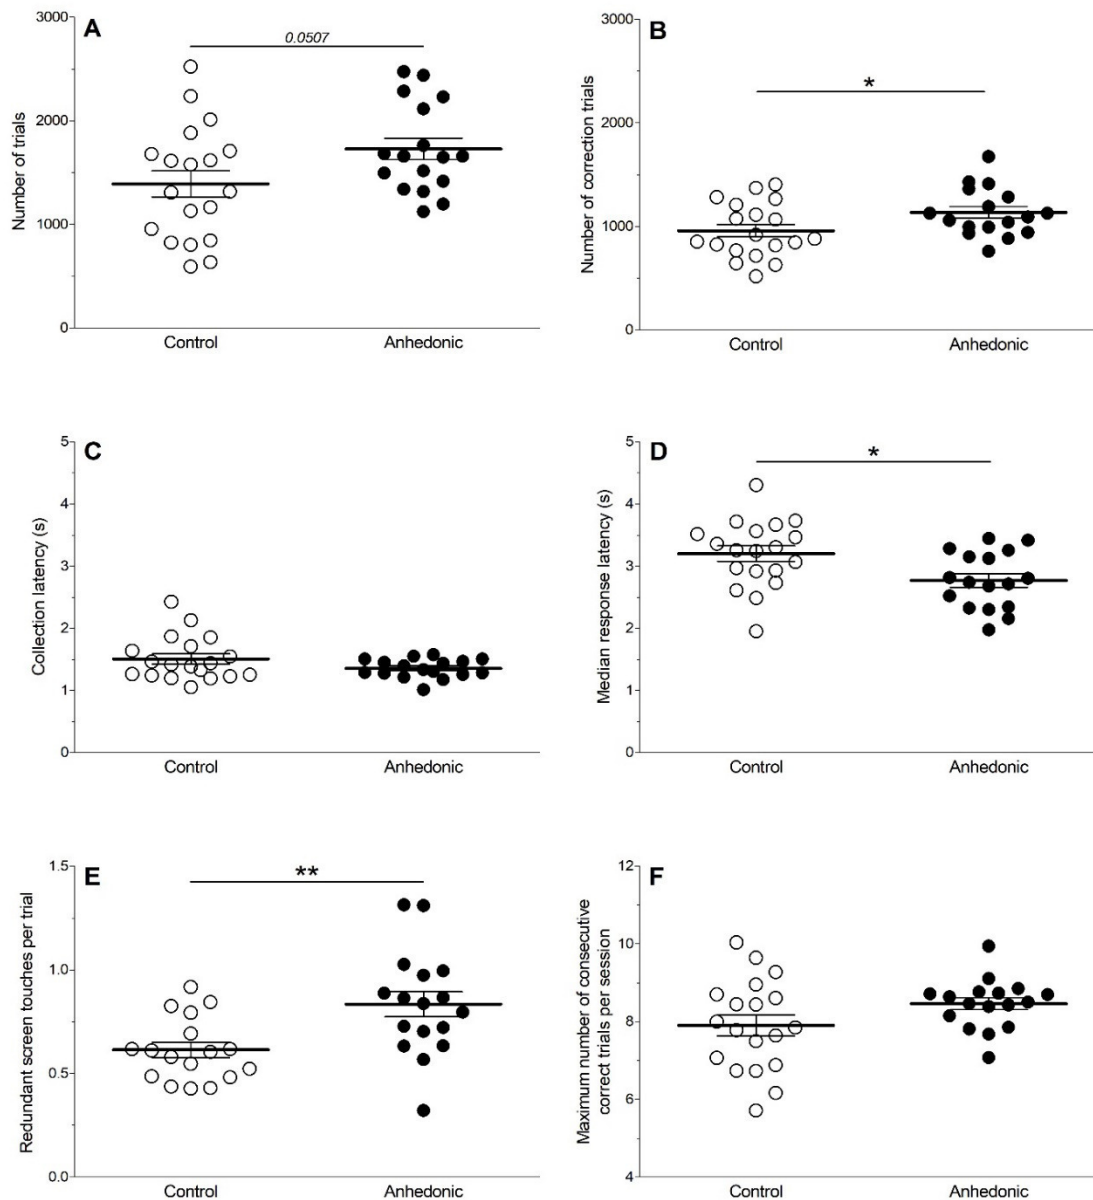 A
Number of trials
3000
2000
1000
0
0.0507
Control
Anhedonic
B
Number of correction trials
3000
2000
1000
0
*
Control
Anhedonic
C
Collection latency (s)
5
4
3
2
1
0
Control
Anhedonic
D
Median response latency (s)
5
4
3
2
1
0
*
Control
Anhedonic
E
Redundant screen touches per trial
1.5
1.0
0.5
0.0
**
Control
Anhedonic
F
Maximum number of consecutive
correct trials per session
12
10
8
6
4
Control
Anhedonic